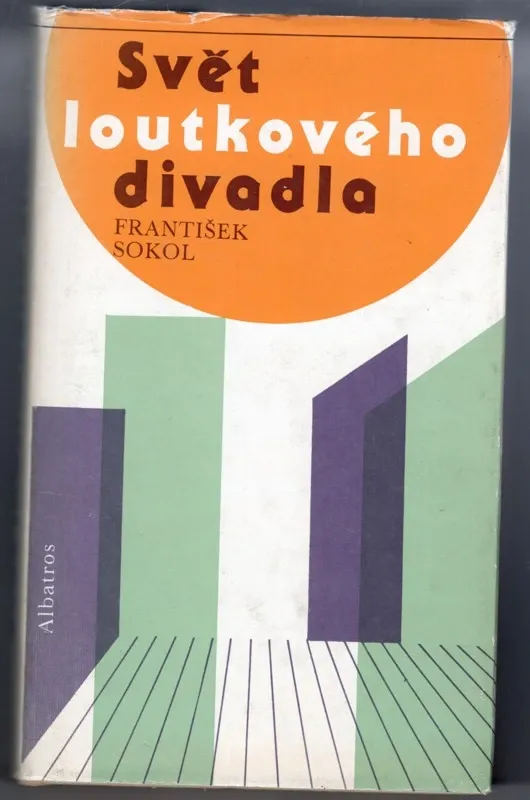 Svět
loutkového
divadla
FRANTIŠEK
SOKOL
Albatros